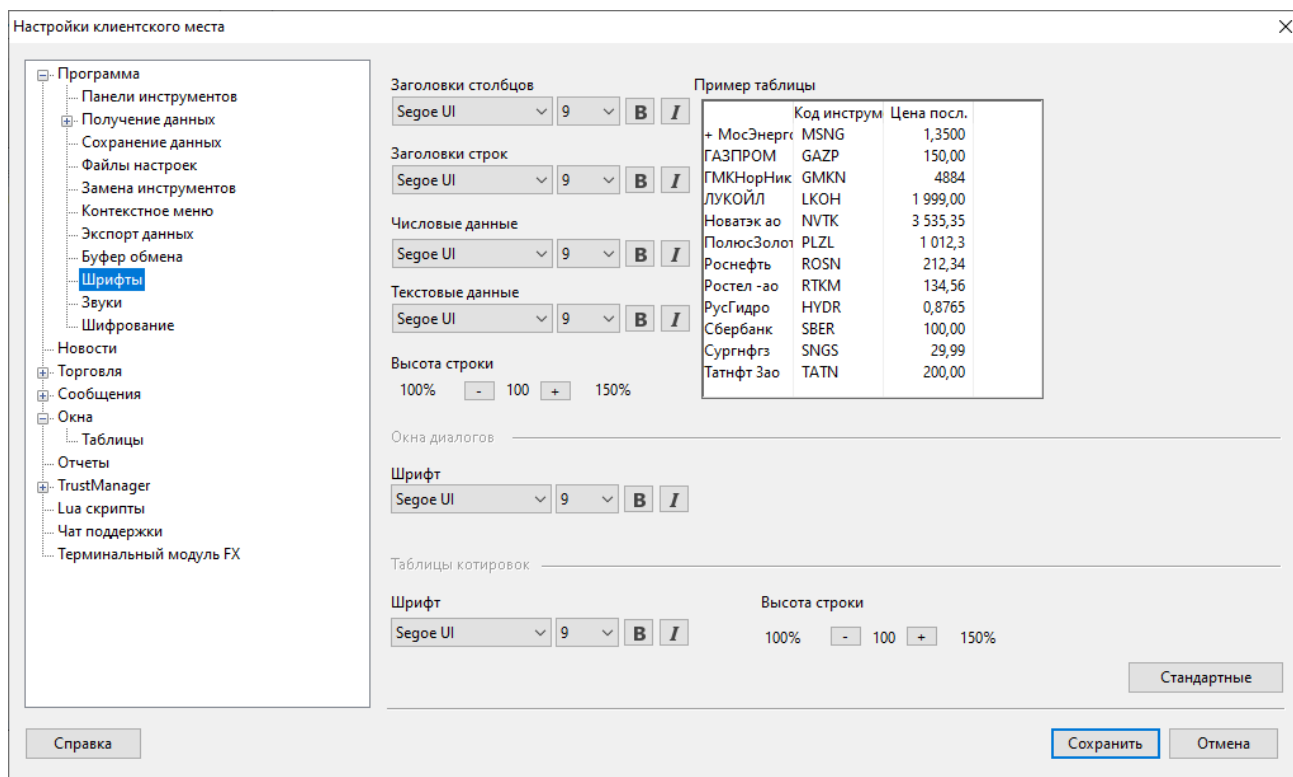 Настройки клиентского места
Программа
Панели инструментов
Получение данных
Сохранение данных
Файлы настроек
Замена инструментов
Контекстное меню
Экспорт данных
Буфер обмена
Шрифты
Звуки
Шифрование
Новости
Торговля
Сообщения
Окна
Таблицы
Отчеты
TrustManager
Lua скрипты
Чат поддержки
Терминальный модуль FX
Заголовки столбцов
Segoe UI 9 B I
Заголовки строк
Segoe UI 9 B I
Числовые данные
Segoe UI 9 B I
Текстовые данные
Segoe UI 9 B I
Высота строки
100% - 100 + 150%
Пример таблицы
Код инструм Цена посл.
+ МосЭнерго MSNG 1,3500
ГАЗПРОМ GAZP 150,00
ГМКНорНик GMKN 4884
ЛУКОЙЛ LKOH 1 999,00
Новатэк ао NVTK 3 535,35
ПолюсЗолот PLZL 1 012,3
Роснефть ROSN 212,34
Ростел -ао RTKM 134,56
РусГидро HYDR 0,8765
Сбербанк SBER 100,00
Сургнфгз SNGS 29,99
Татнфт 3ао TATN 200,00
Окна диалогов
Шрифт
Segoe UI 9 B I
Таблицы котировок
Шрифт
Segoe UI 9 B I
Высота строки
100% - 100 + 150%
Стандартные
Справка
Сохранить
Отмена